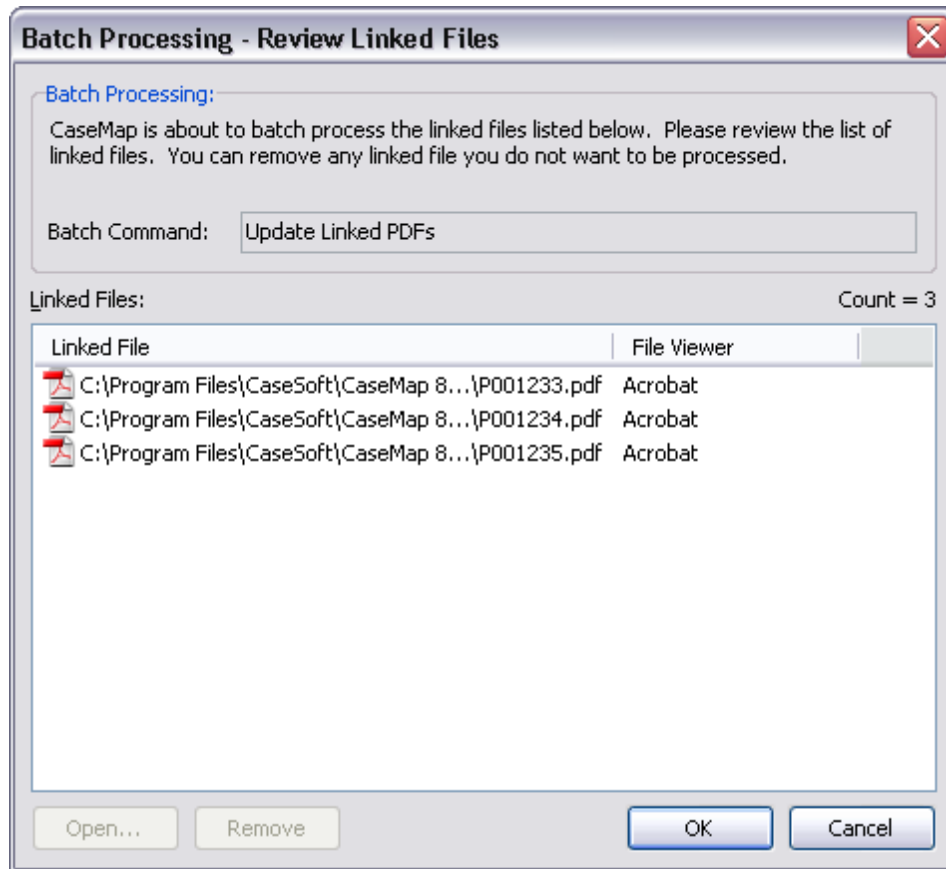 Batch Processing - Review Linked Files
Batch Processing:
CaseMap is about to batch process the linked files listed below.  Please review the list of
linked files.  You can remove any linked file you do not want to be processed.
Batch Command: Update Linked PDFs
Linked Files: Count = 3
Linked File File Viewer
C:\Program Files\CaseSoft\CaseMap 8...\P001233.pdf Acrobat
C:\Program Files\CaseSoft\CaseMap 8...\P001234.pdf Acrobat
C:\Program Files\CaseSoft\CaseMap 8...\P001235.pdf Acrobat
Open... Remove OK Cancel